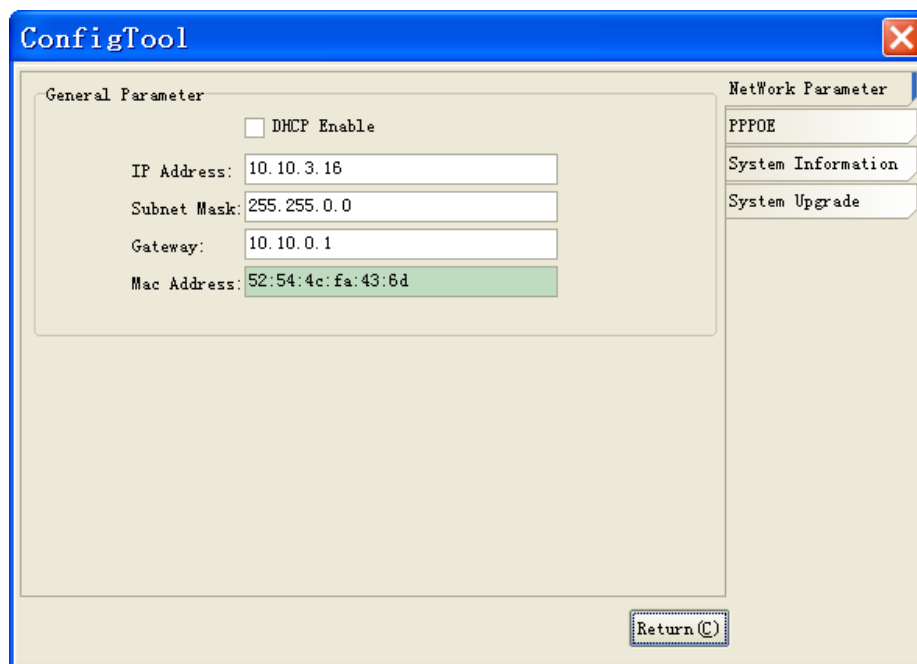 ConfigTool
General Parameter
DHCP Enable
IP Address: 10.10.3.16
Subnet Mask: 255.255.0.0
Gateway: 10.10.0.1
Mac Address: 52:54:4c:fa:43:6d
NetWork Parameter
PPPOE
System Information
System Upgrade
Return(C)